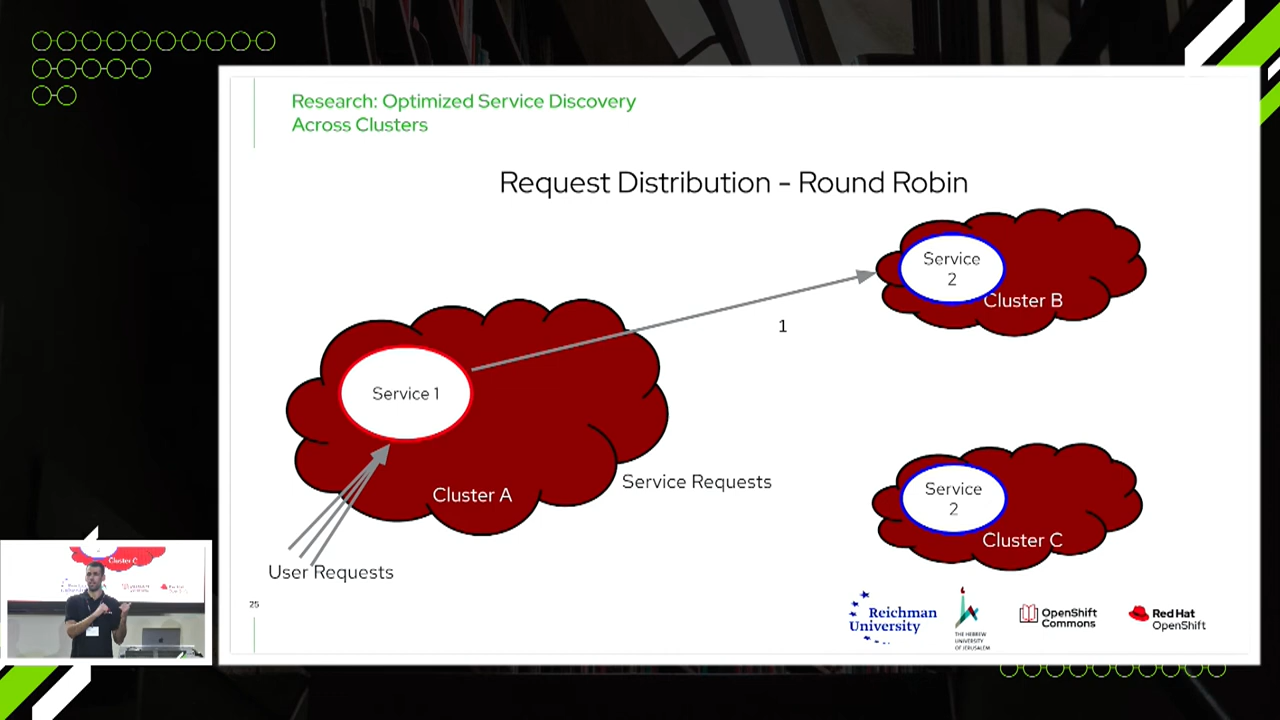 Research: Optimized Service Discovery
Across Clusters
Request Distribution - Round Robin
Service
2
Cluster B
1
Service 1
Cluster A
Service Requests
Service
2
Cluster C
User Requests
25
Reichman
University
THE HEBREW
UNIVERSITY
OF JERUSALEM
OpenShift
Commons
Red Hat
OpenShift
Cluster C